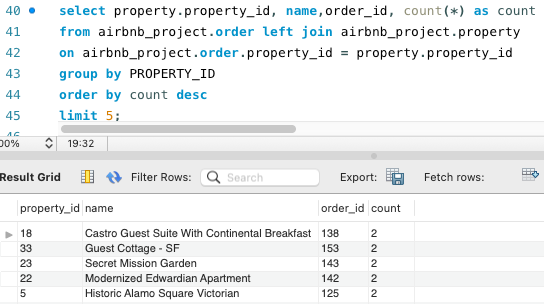 40 select property.property_id, name,order_id, count(*) as count
41 from airbnb_project.order left join airbnb_project.property
42 on airbnb_project.order.property_id = property.property_id
43 group by PROPERTY_ID
44 order by count desc
45 limit 5;
00% 19:32
Result Grid Filter Rows: Search Export: Fetch rows:
property_id name order_id count
18 Castro Guest Suite With Continental Breakfast 138 2
33 Guest Cottage - SF 153 2
23 Secret Mission Garden 143 2
22 Modernized Edwardian Apartment 142 2
5 Historic Alamo Square Victorian 125 2